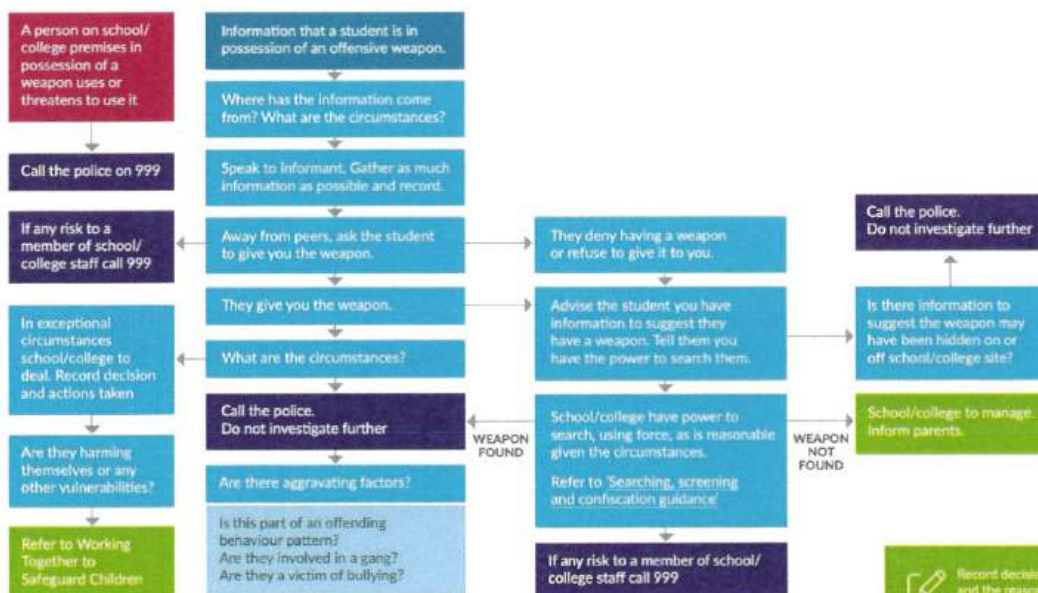 A person on school/
college premises in
possession of a
weapon uses or
threatens to use it
Call the police on 999
If any risk to a
member of school/
college staff call 999
In exceptional
circumstances
school/college to
deal. Record decision
and actions taken
Are they harming
themselves or any
other vulnerabilities?
Refer to Working
Together to
Safeguard Children
Information that a student is in
possession of an offensive weapon.
Where has the information come
from? What are the circumstances?
Speak to informant. Gather as much
information as possible and record.
Away from peers, ask the student
to give you the weapon.
They give you the weapon.
What are the circumstances?
Call the police.
Do not investigate further
Are there aggravating factors?
Is this part of an offending
behaviour pattern?
Are they involved in a gang?
Are they a victim of bullying?
WEAPON
FOUND
They deny having a weapon
or refuse to give it to you.
Advise the student you have
information to suggest they
have a weapon. Tell them you
have the power to search them.
School/college have power to
search, using force, as is reasonable
given the circumstances.
Refer to 'Searching, screening
and confiscation guidance'
If any risk to a member of school/
college staff call 999
WEAPON
NOT
FOUND
Call the police.
Do not investigate further
Is there information to
suggest the weapon may
have been hidden on or
off school/college site?
School/college to manage.
Inform parents.
Record decisio
and the reaso